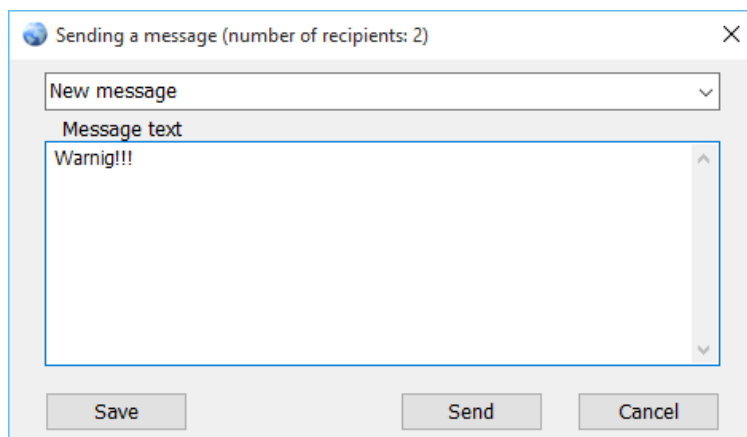 Sending a message (number of recipients: 2)
New message
Message text
Warnig!!!
Save Send Cancel